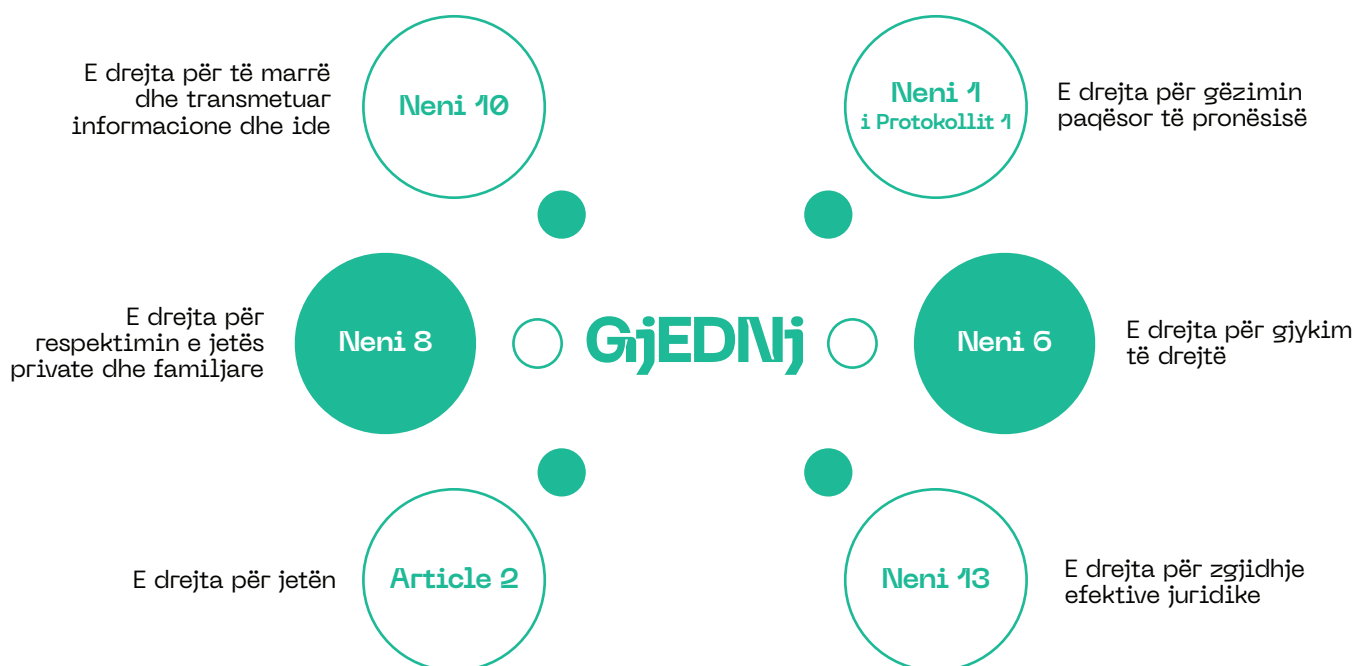 E drejta për të marrë
dhe transmetuar
informacione dhe ide
Neni 10
Neni 1
i Protokollit 1
E drejta për gëzimin
paqësor të pronësisë
E drejta për
respektimin e jetës
private dhe familjare
Neni 8
GjEDNj
Neni 6
E drejta për gjykim
të drejtë
E drejta për jetën
Article 2
Neni 13
E drejta për zgjidhje
efektive juridike